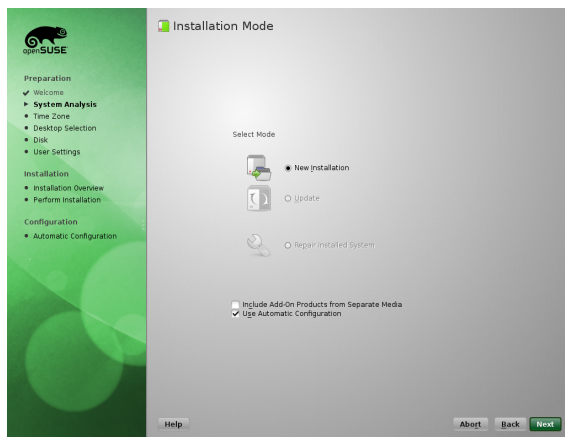 openSUSE
Preparation
Welcome
System Analysis
Time Zone
Desktop Selection
Disk
User Settings
Installation
Installation Overview
Perform Installation
Configuration
Automatic Configuration
Installation Mode
Select Mode
New Installation
Update
Repair Installed System
Include Add-On Products from Separate Media
Use Automatic Configuration
Help
Abort
Back
Next